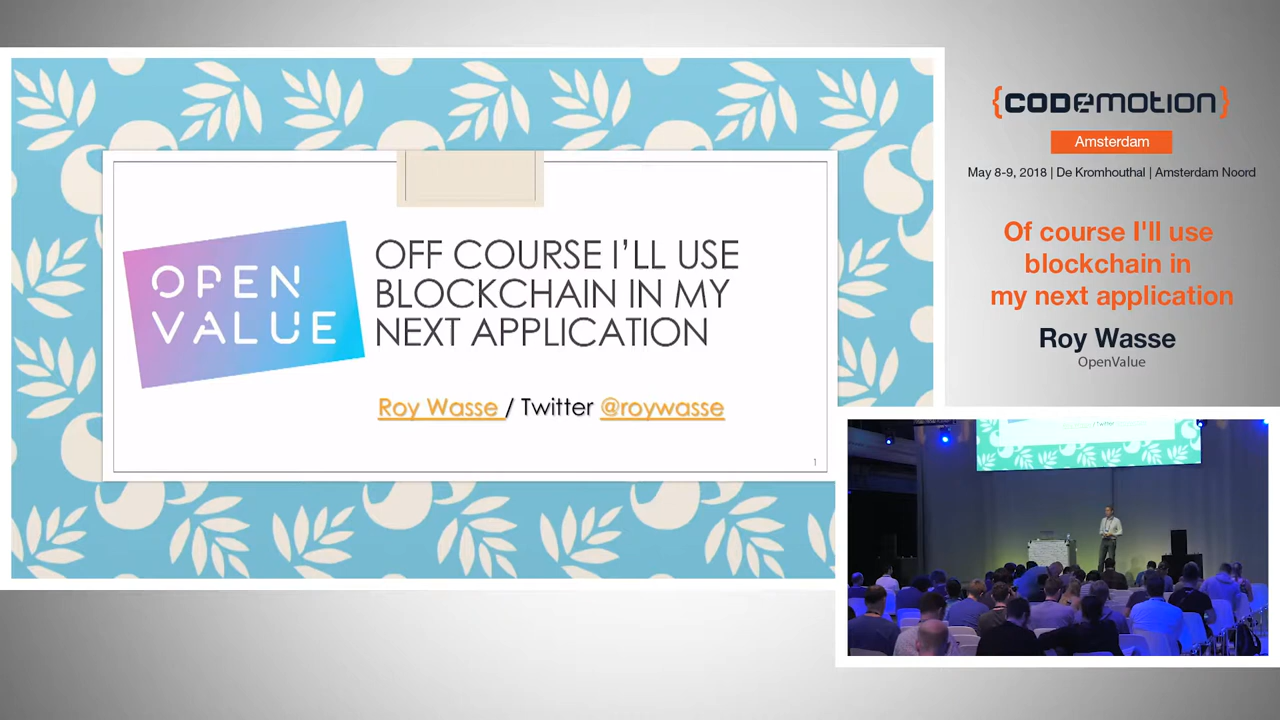 OPEN
VALUE
OFF COURSE I’LL USE
BLOCKCHAIN IN MY
NEXT APPLICATION
Roy Wasse / Twitter @roywasse
1
{CODEMOTION}
Amsterdam
May 8-9, 2018 | De Kromhouthal | Amsterdam Noord
Of course I'll use
blockchain in
my next application
Roy Wasse
OpenValue